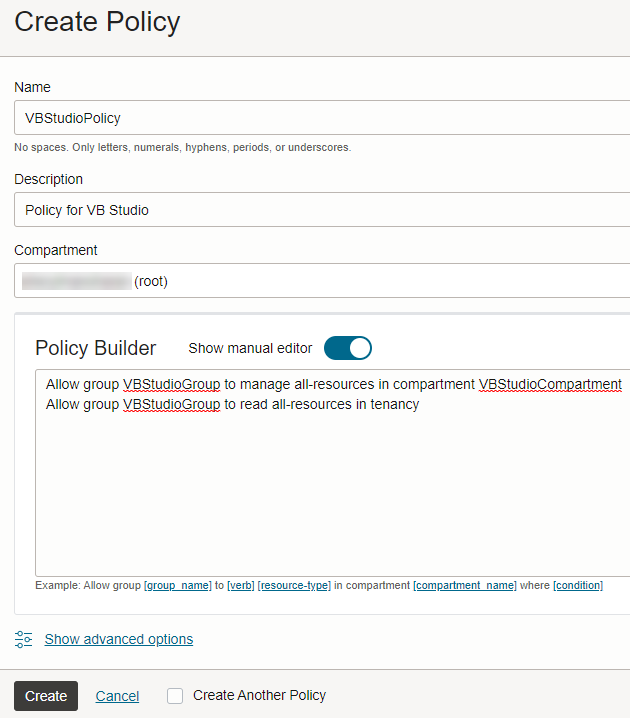 Create Policy
Name
VBStudioPolicy
No spaces. Only letters, numerals, hyphens, periods, or underscores.
Description
Policy for VB Studio
Compartment
(root)
Policy Builder Show manual editor
Allow group VBStudioGroup to manage all-resources in compartment VBStudioCompartment
Allow group VBStudioGroup to read all-resources in tenancy
Example: Allow group [group_name] to [verb] [resource-type] in compartment [compartment_name] where [condition]
Show advanced options
Create Cancel Create Another Policy